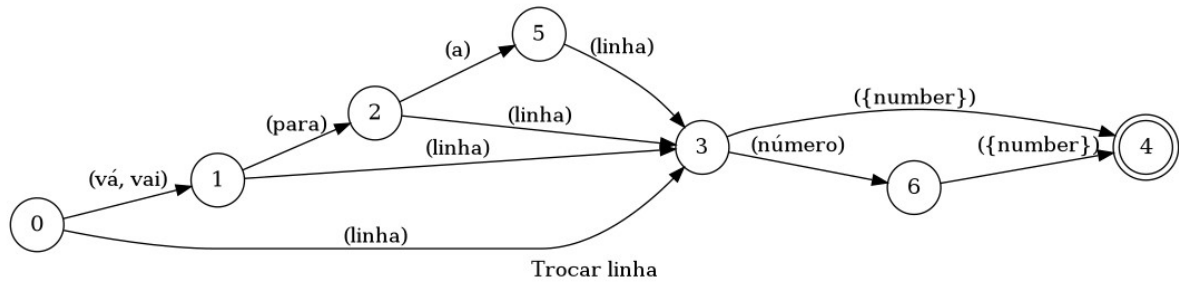 5
(a)
(linha)
2
({number})
(para)
(linha)
3
(número)
({number})
4
(linha)
(vá, vai)
1
6
0
(linha)
Trocar linha